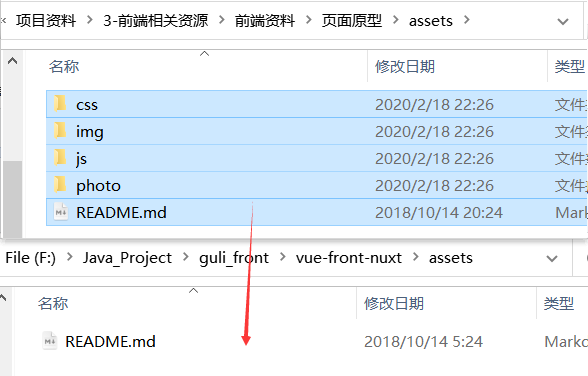 « 项目资料 › 3-前端相关资源 › 前端资料 › 页面原型 › assets ›
名称 修改日期 类型
css 2020/2/18 22:26 文件
img 2020/2/18 22:26 文件
js 2020/2/18 22:26 文件
photo 2020/2/18 22:26 文件
README.md 2018/10/14 20:24 Mark
File (F:) › Java_Project › guli_front › vue-front-nuxt › assets ›
名称 修改日期 类型
README.md 2018/10/14 5:24 Markd